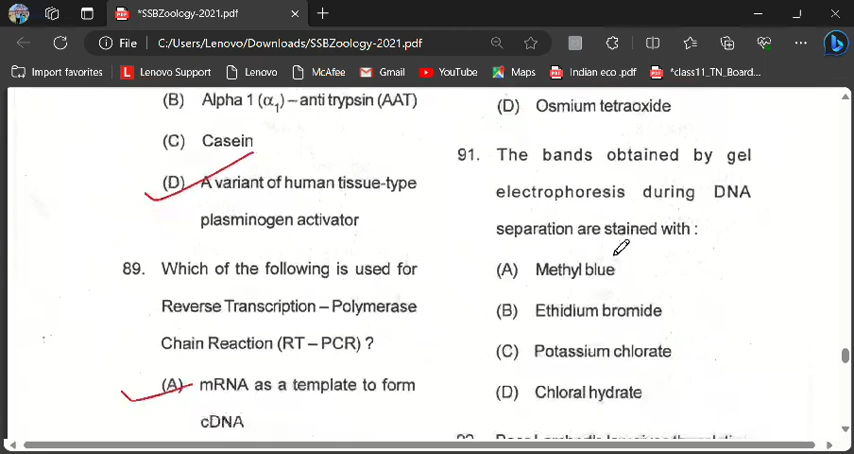 *SSBZoology-2021.pdf
File
C:/Users/Lenovo/Downloads/SSBZoology-2021.pdf
Import favorites
Lenovo Support
Lenovo
McAfee
Gmail
YouTube
Maps
Indian eco .pdf
*class11_TN_Board...
(B) Alpha 1 (α1) – anti trypsin (AAT)
(C) Casein
(D) A variant of human tissue-type
plasminogen activator
89. Which of the following is used for
Reverse Transcription – Polymerase
Chain Reaction (RT – PCR) ?
(A) mRNA as a template to form
cDNA
(D) Osmium tetraoxide
91. The bands obtained by gel
electrophoresis during DNA
separation are stained with :
(A) Methyl blue
(B) Ethidium bromide
(C) Potassium chlorate
(D) Chloral hydrate